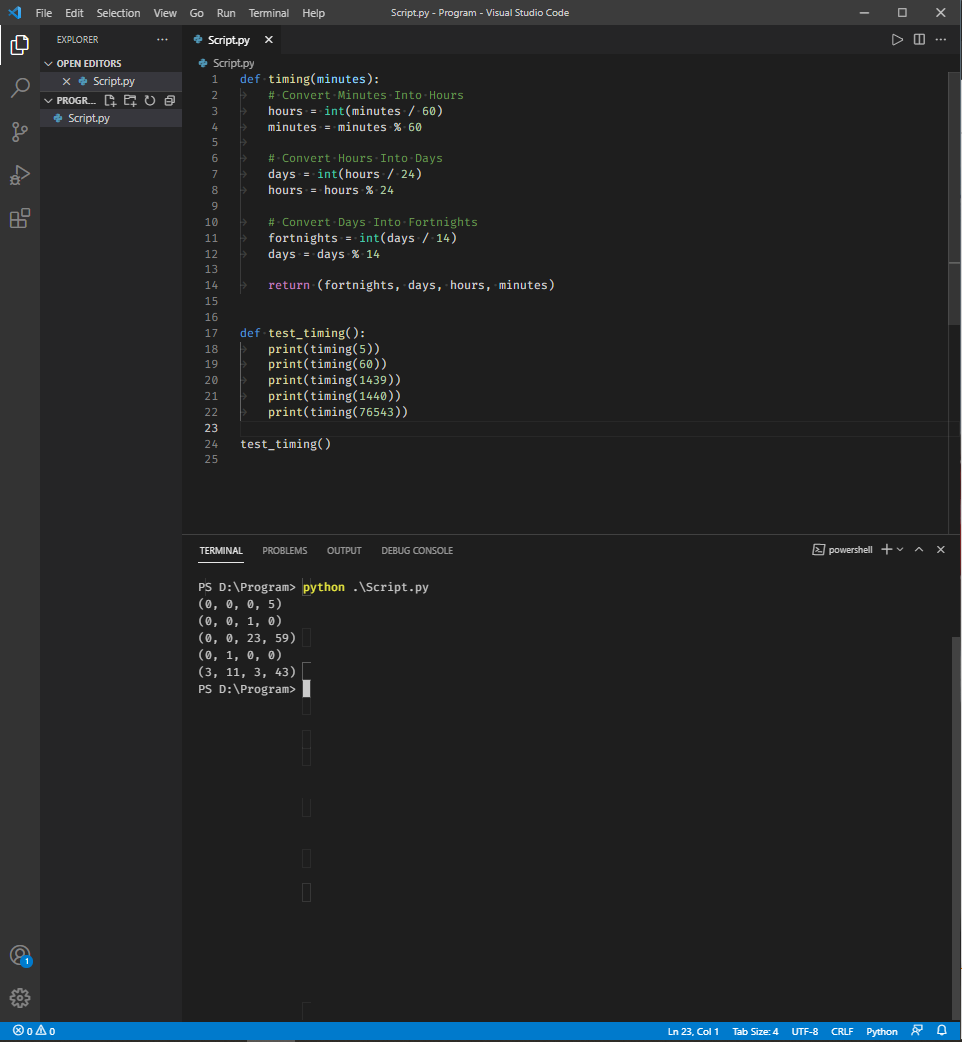 File Edit Selection View Go Run Terminal Help Script.py - Program - Visual Studio Code
EXPLORER
OPEN EDITORS
Script.py
PROGR...
Script.py
Script.py
Script.py
1 def timing(minutes):
2 # Convert Minutes Into Hours
3 hours = int(minutes / 60)
4 minutes = minutes % 60
5
6 # Convert Hours Into Days
7 days = int(hours / 24)
8 hours = hours % 24
9
10 # Convert Days Into Fortnights
11 fortnights = int(days / 14)
12 days = days % 14
13
14 return (fortnights, days, hours, minutes)
15
16
17 def test_timing():
18 print(timing(5))
19 print(timing(60))
20 print(timing(1439))
21 print(timing(1440))
22 print(timing(76543))
23
24 test_timing()
25
TERMINAL PROBLEMS OUTPUT DEBUG CONSOLE powershell
PS D:\Program> python .\Script.py
(0, 0, 0, 5)
(0, 0, 1, 0)
(0, 0, 23, 59)
(0, 1, 0, 0)
(3, 11, 3, 43)
PS D:\Program>
1
0 0 Ln 23, Col 1 Tab Size: 4 UTF-8 CRLF Python